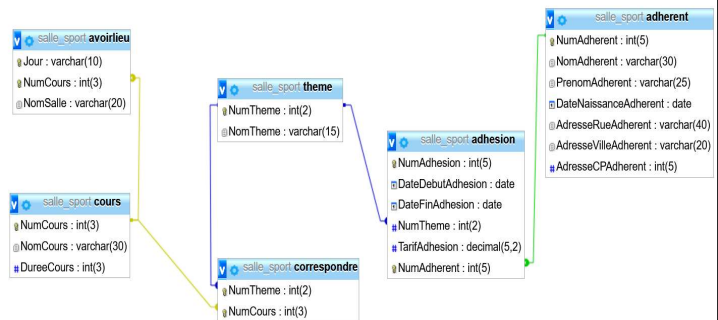 salle_sport avoirlieu
Jour : varchar(10)
NumCours : int(3)
NomSalle : varchar(20)
salle_sport cours
NumCours : int(3)
NomCours : varchar(30)
# DureeCours : int(3)
salle_sport theme
NumTheme : int(2)
NomTheme : varchar(15)
salle_sport correspondre
NumTheme : int(2)
NumCours : int(3)
salle_sport adhesion
NumAdhesion : int(5)
DateDebutAdhesion : date
DateFinAdhesion : date
# NumTheme : int(2)
# TarifAdhesion : decimal(5,2)
NumAdherent : int(5)
salle_sport adherent
NumAdherent : int(5)
NomAdherent : varchar(30)
PrenomAdherent : varchar(25)
DateNaissanceAdherent : date
AdresseRueAdherent : varchar(40)
AdresseVilleAdherent : varchar(20)
# AdresseCPAdherent : int(5)